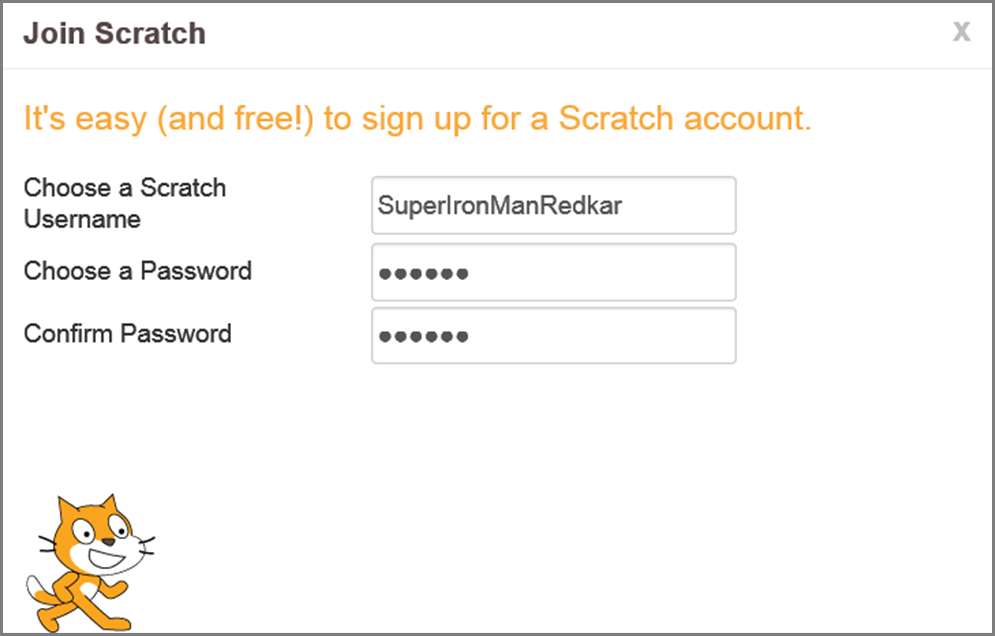 Join Scratch
x
It's easy (and free!) to sign up for a Scratch account.
Choose a Scratch
Username
SuperIronManRedkar
Choose a Password
●●●●●●
Confirm Password
●●●●●●